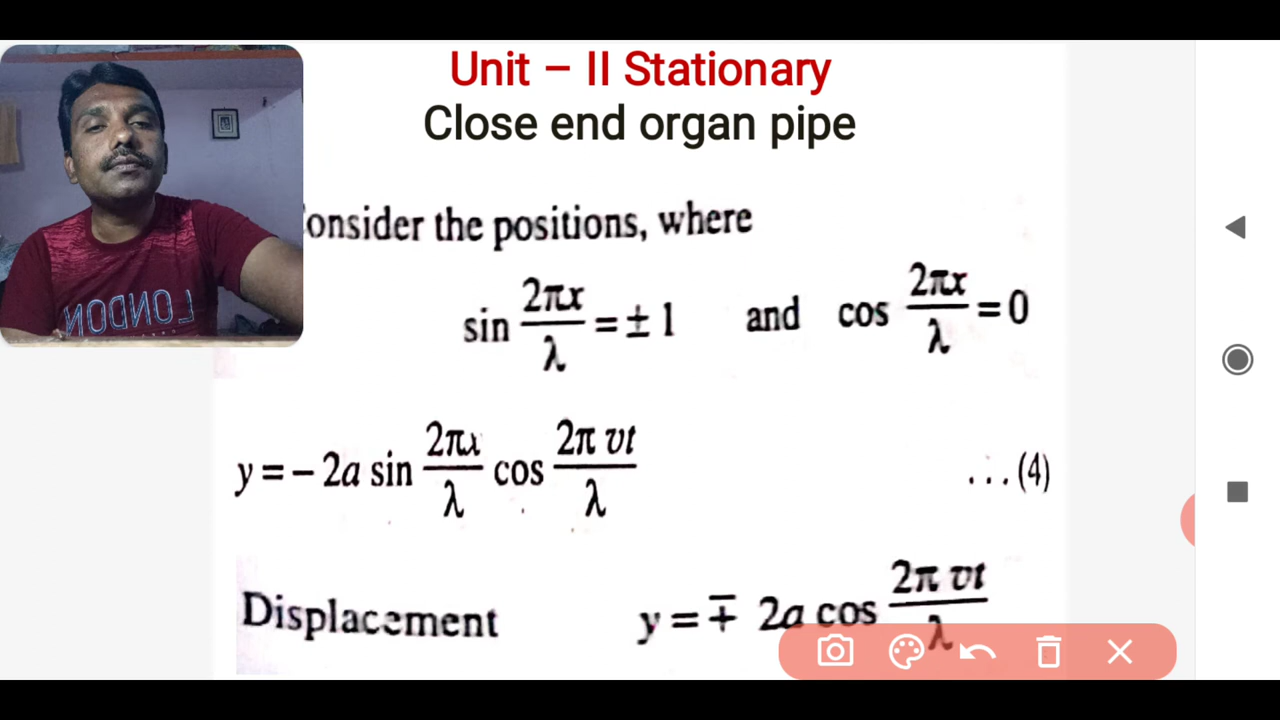 Unit – II Stationary
Close end organ pipe
LONDON
onsider the positions, where
sin 2πx/λ = ± 1 and cos 2πx/λ = 0
y = – 2a sin 2πx/λ cos 2π vt/λ ...(4)
Displacement y = ∓ 2a cos 2π vt/λ